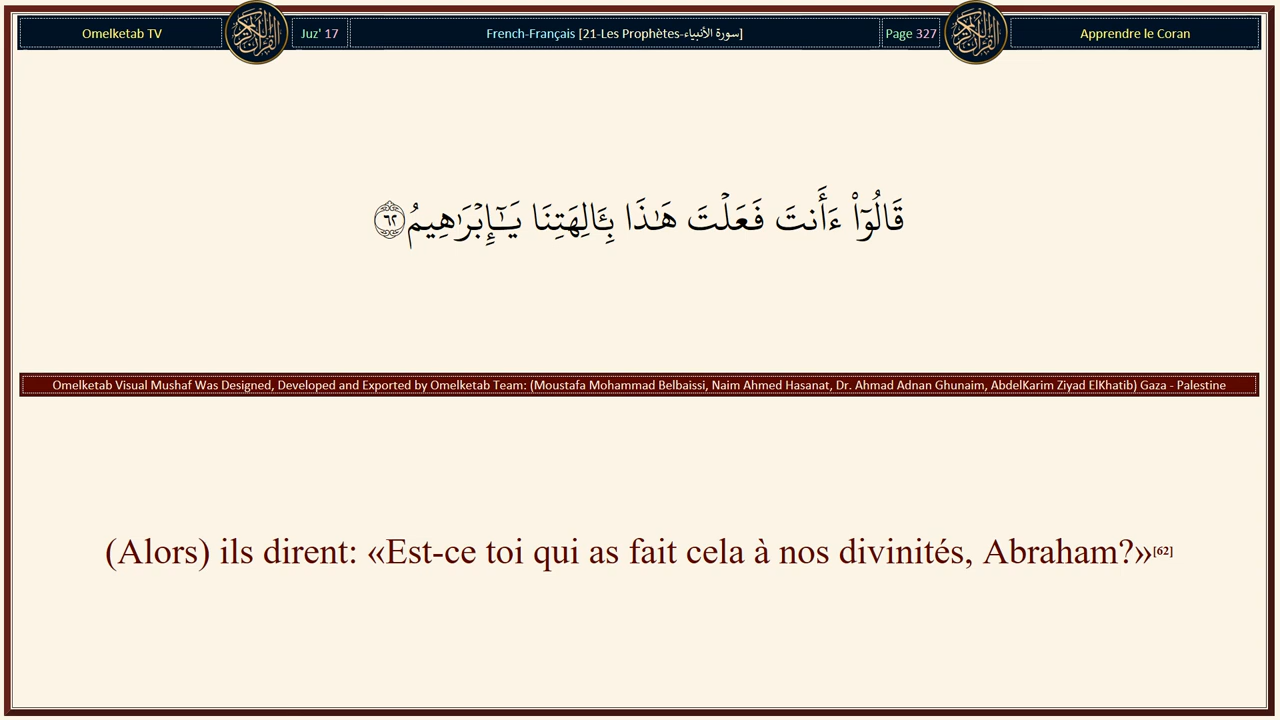 Omelketab TV
Juz' 17
French-Français [21-Les Prophètes-سورة الأنبياء]
Page 327
Apprendre le Coran
قَالُوٓا۟ ءَأَنتَ فَعَلْتَ هَـٰذَا بِـَٔالِهَتِنَا يَـٰٓإِبْرَٰهِيمُ ٦٢
Omelketab Visual Mushaf Was Designed, Developed and Exported by Omelketab Team: (Moustafa Mohammad Belbaissi, Naim Ahmed Hasanat, Dr. Ahmad Adnan Ghunaim, AbdelKarim Ziyad ElKhatib) Gaza - Palestine
(Alors) ils dirent: «Est-ce toi qui as fait cela à nos divinités, Abraham?»[62]